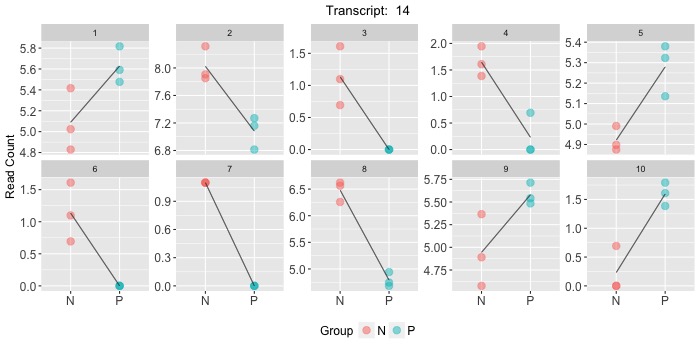 Transcript: 14
1 2 3 4 5
5.8 5.6 5.4 5.2 5.0 4.8
8.0 7.6 7.2 6.8
1.5 1.0 0.5 0.0
2.0 1.5 1.0 0.5 0.0
5.4 5.3 5.2 5.1 5.0 4.9
Read Count
6 7 8 9 10
1.5 1.0 0.5 0.0
0.9 0.6 0.3 0.0
6.5 6.0 5.5 5.0
5.75 5.50 5.25 5.00 4.75
1.5 1.0 0.5 0.0
N P N P N P N P N P
Group N P